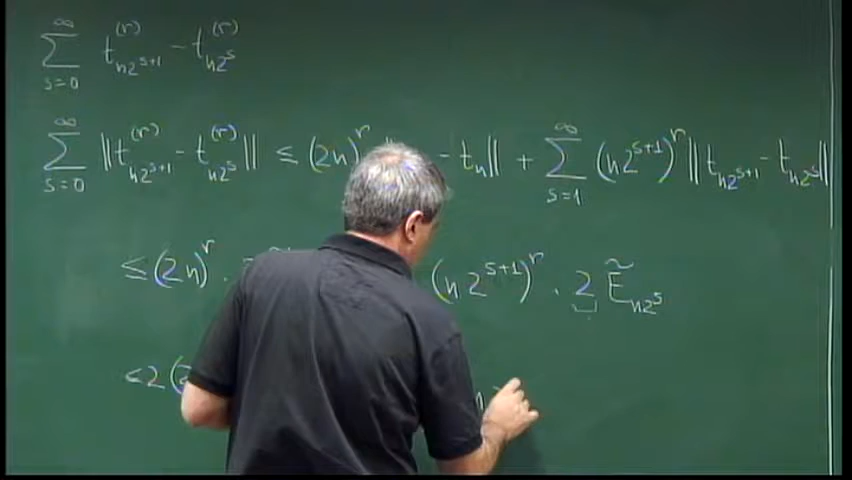 ∞ Σ s=0 t_{n2^{s+1}}^{(r)} - t_{n2^s}^{(r)}
∞ Σ s=0 ‖t_{n2^{s+1}}^{(r)} - t_{n2^s}^{(r)}‖ ≤ (2n)^r ‖ - t_n‖ + ∞ Σ s=1 (n2^{s+1})^r ‖t_{n2^{s+1}} - t_{n2^s}‖
≤ (2n)^r · (n2^{s+1})^r · 2 Ẽ_{n2^s}
≤ 2(